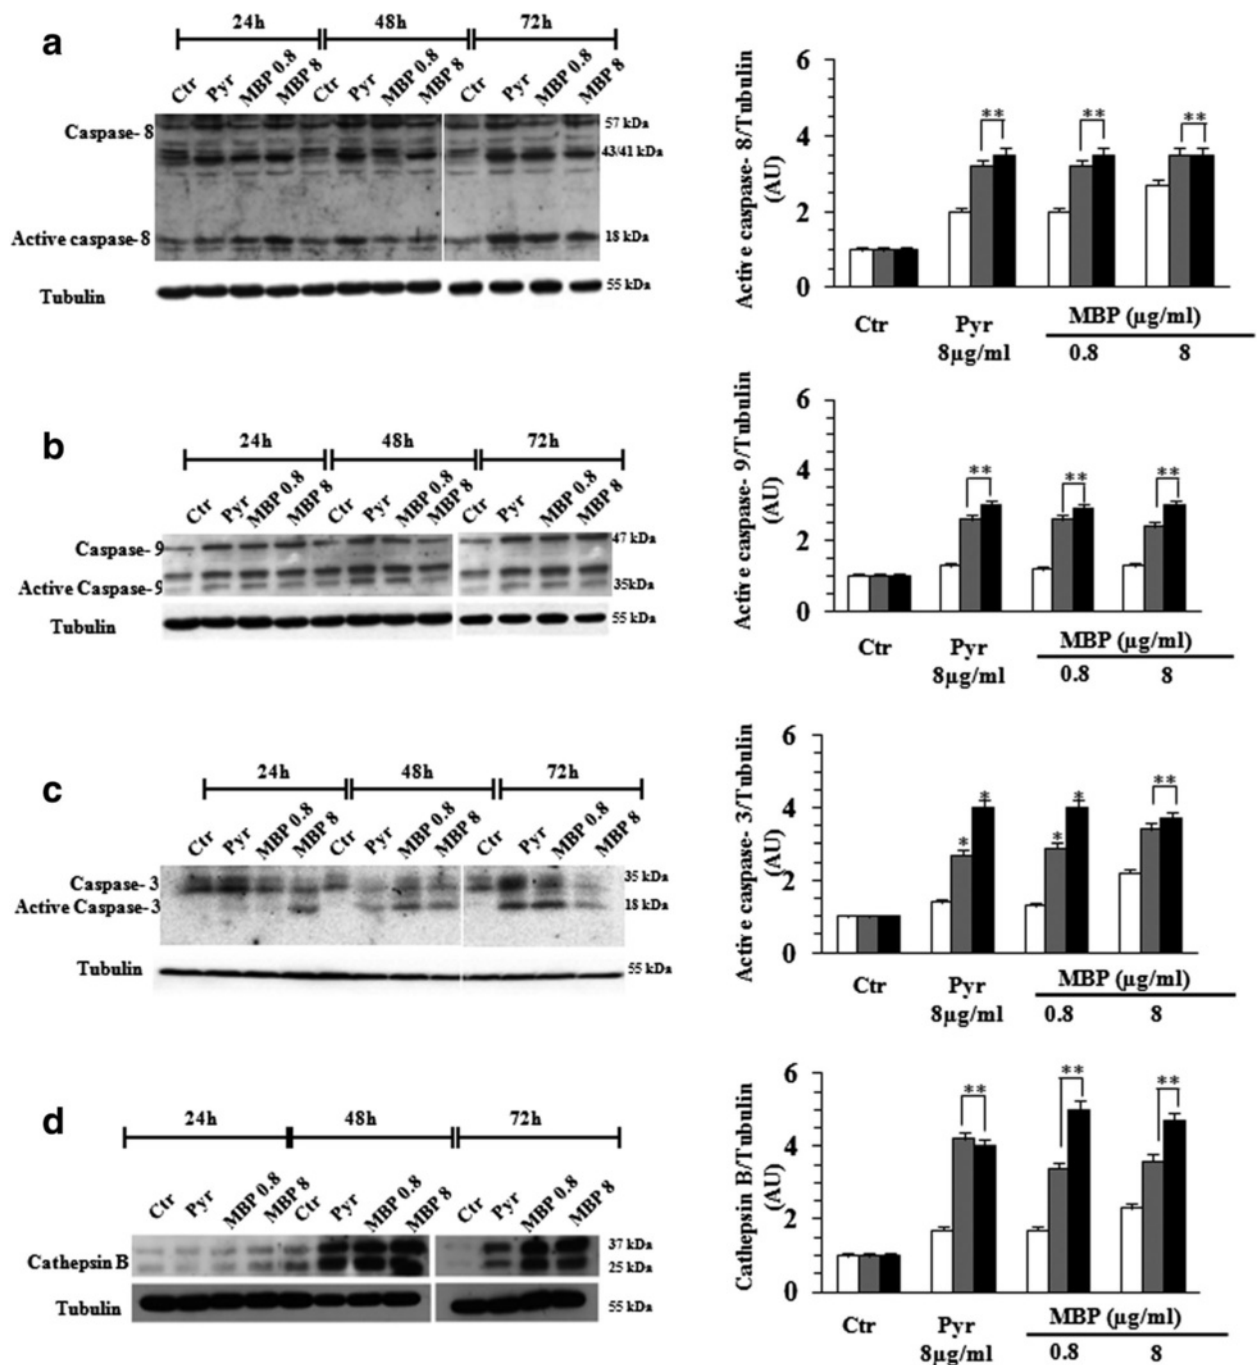 a
24h 48h 72h
Ctr Pyr MBP 0.8 MBP 8 Ctr Pyr MBP 0.8 MBP 8 Ctr Pyr MBP 0.8 MBP 8
Caspase- 8
57 kDa
43/41 kDa
Active caspase- 8
18 kDa
Tubulin
55 kDa
Active caspase- 8/Tubulin
(AU)
6
4
2
0
** ** **
Ctr Pyr MBP (µg/ml)
8µg/ml 0.8 8
b
24h 48h 72h
Ctr Pyr MBP 0.8 MBP 8 Ctr Pyr MBP 0.8 MBP 8 Ctr Pyr MBP 0.8 MBP 8
Caspase- 9
47 kDa
Active Caspase-9
35kDa
Tubulin
55 kDa
Active caspase- 9/Tubulin
(AU)
6
4
2
0
** ** **
Ctr Pyr MBP (µg/ml)
8µg/ml 0.8 8
c
24h 48h 72h
Ctr Pyr MBP 0.8 MBP 8 Ctr Pyr MBP 0.8 MBP 8 Ctr Pyr MBP 0.8 MBP 8
Caspase- 3
35 kDa
Active Caspase-3
18 kDa
Tubulin
55 kDa
Active caspase- 3/Tubulin
(AU)
6
4
2
0
* * * * **
Ctr Pyr MBP (µg/ml)
8µg/ml 0.8 8
d
24h 48h 72h
Ctr Pyr MBP 0.8 MBP 8 Ctr Pyr MBP 0.8 MBP 8 Ctr Pyr MBP 0.8 MBP 8
37 kDa
Cathepsin B
25 kDa
Tubulin
55 kDa
Cathepsin B/Tubulin
(AU)
6
4
2
0
** ** **
Ctr Pyr MBP (µg/ml)
8µg/ml 0.8 8